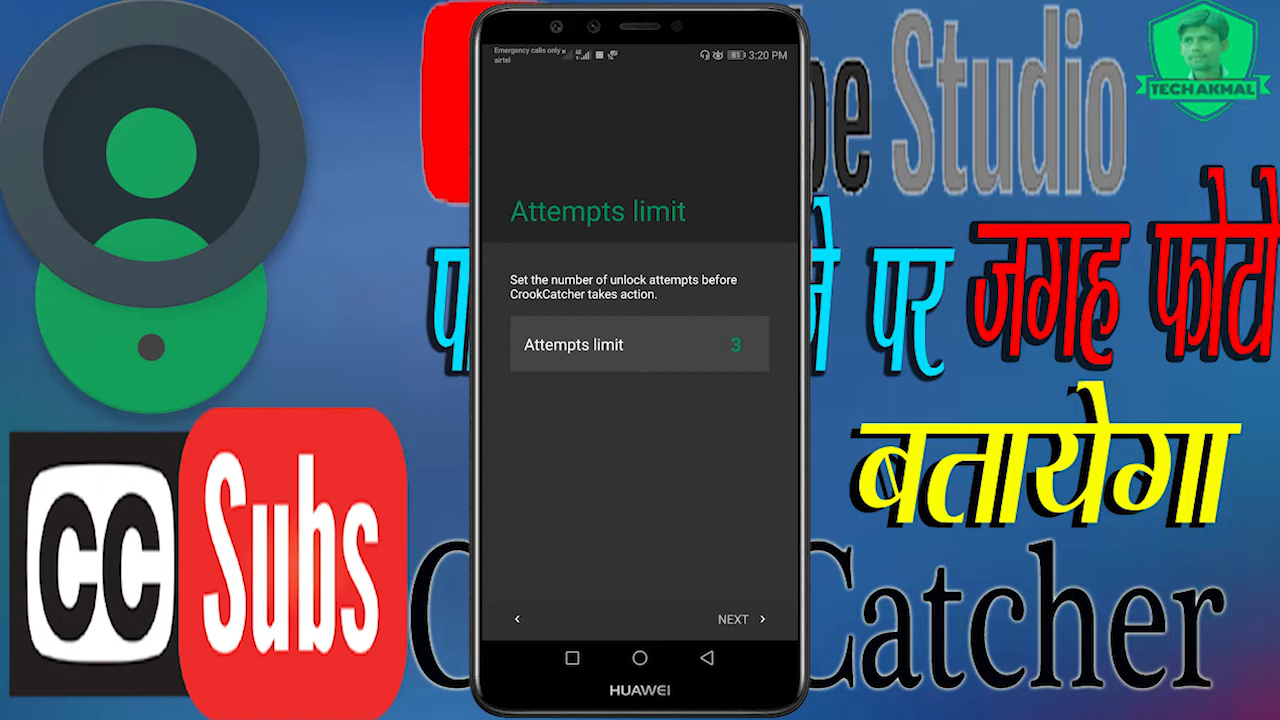 Emergency calls only
airtel
81
3:20 PM
Studio
TECH AKMAL
Attempts limit
पर जगह फोटो
Set the number of unlock attempts before
CrookCatcher takes action.
Attempts limit 3
बतायेगा
CC Subs
Catcher
NEXT
HUAWEI